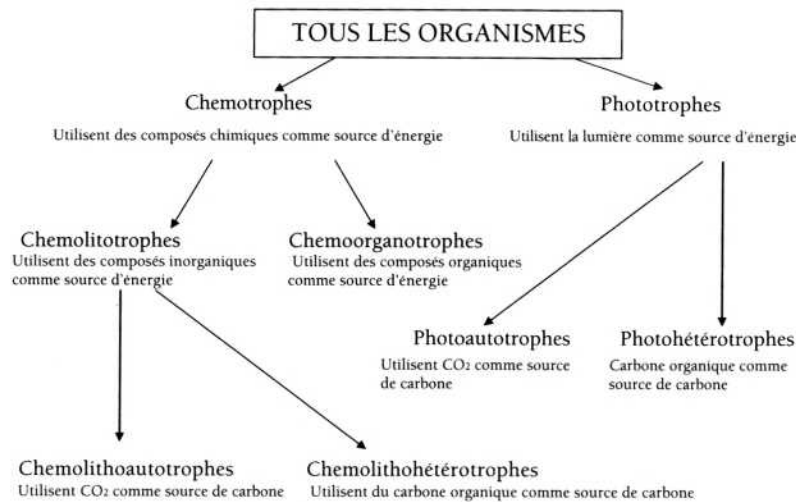 TOUS LES ORGANISMES
Chemotrophes
Utilisent des composés chimiques comme source d'énergie
Phototrophes
Utilisent la lumière comme source d'énergie
Chemolitotrophes
Utilisent des composés inorganiques
comme source d'énergie
Chemoorganotrophes
Utilisent des composés organiques
comme source d'énergie
Photoautotrophes
Utilisent CO2 comme source
de carbone
Photohétérotrophes
Carbone organique comme
source de carbone
Chemolithoautotrophes
Utilisent CO2 comme source de carbone
Chemolithohétérotrophes
Utilisent du carbone organique comme source de carbone